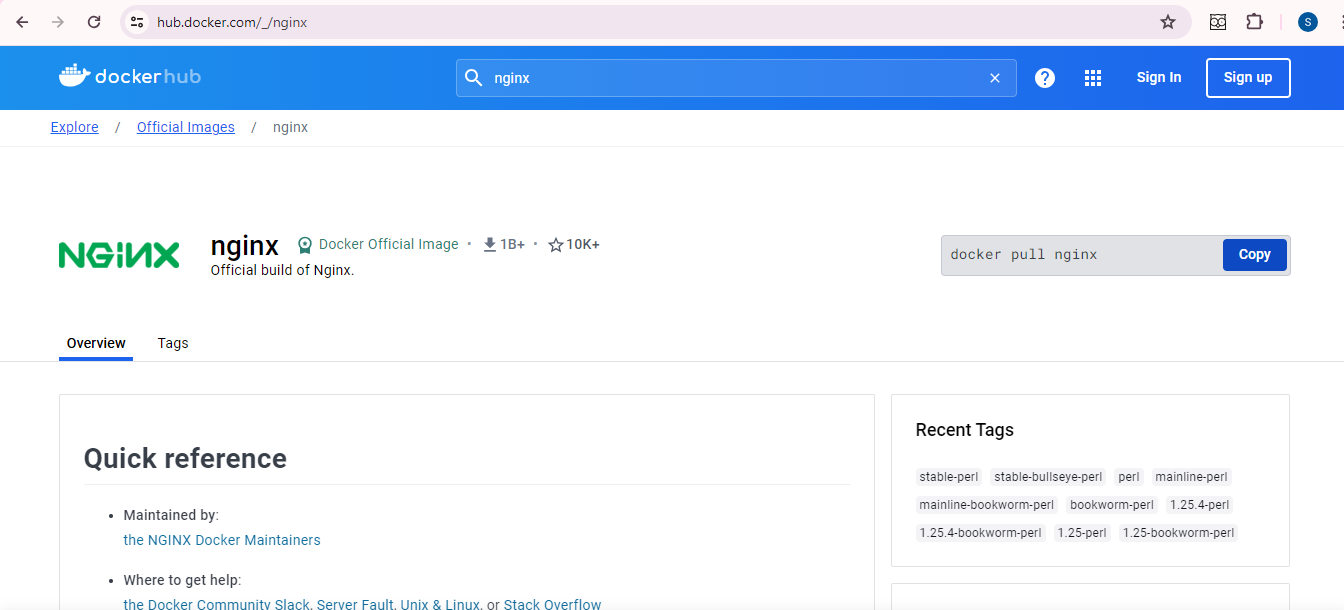 hub.docker.com/_/nginx
S
dockerhub
nginx
Sign In
Sign up
Explore / Official Images / nginx
NGINX
nginx Docker Official Image • 1B+ • 10K+
Official build of Nginx.
docker pull nginx
Copy
Overview
Tags
Quick reference
• Maintained by:
the NGINX Docker Maintainers
• Where to get help:
the Docker Community Slack, Server Fault, Unix & Linux, or Stack Overflow
Recent Tags
stable-perl stable-bullseye-perl perl mainline-perl
mainline-bookworm-perl bookworm-perl 1.25.4-perl
1.25.4-bookworm-perl 1.25-perl 1.25-bookworm-perl